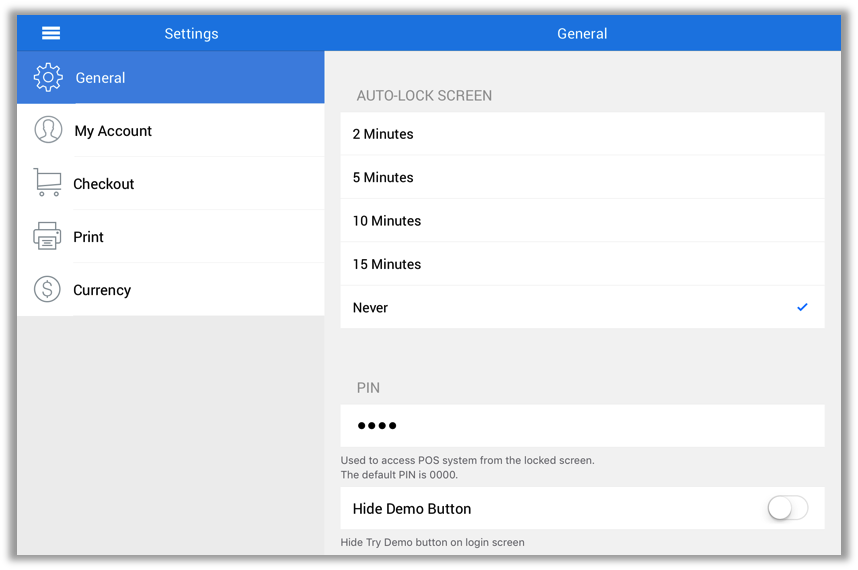 Settings
General
General
My Account
Checkout
Print
Currency
AUTO-LOCK SCREEN
2 Minutes
5 Minutes
10 Minutes
15 Minutes
Never
PIN
Used to access POS system from the locked screen.
The default PIN is 0000.
Hide Demo Button
Hide Try Demo button on login screen